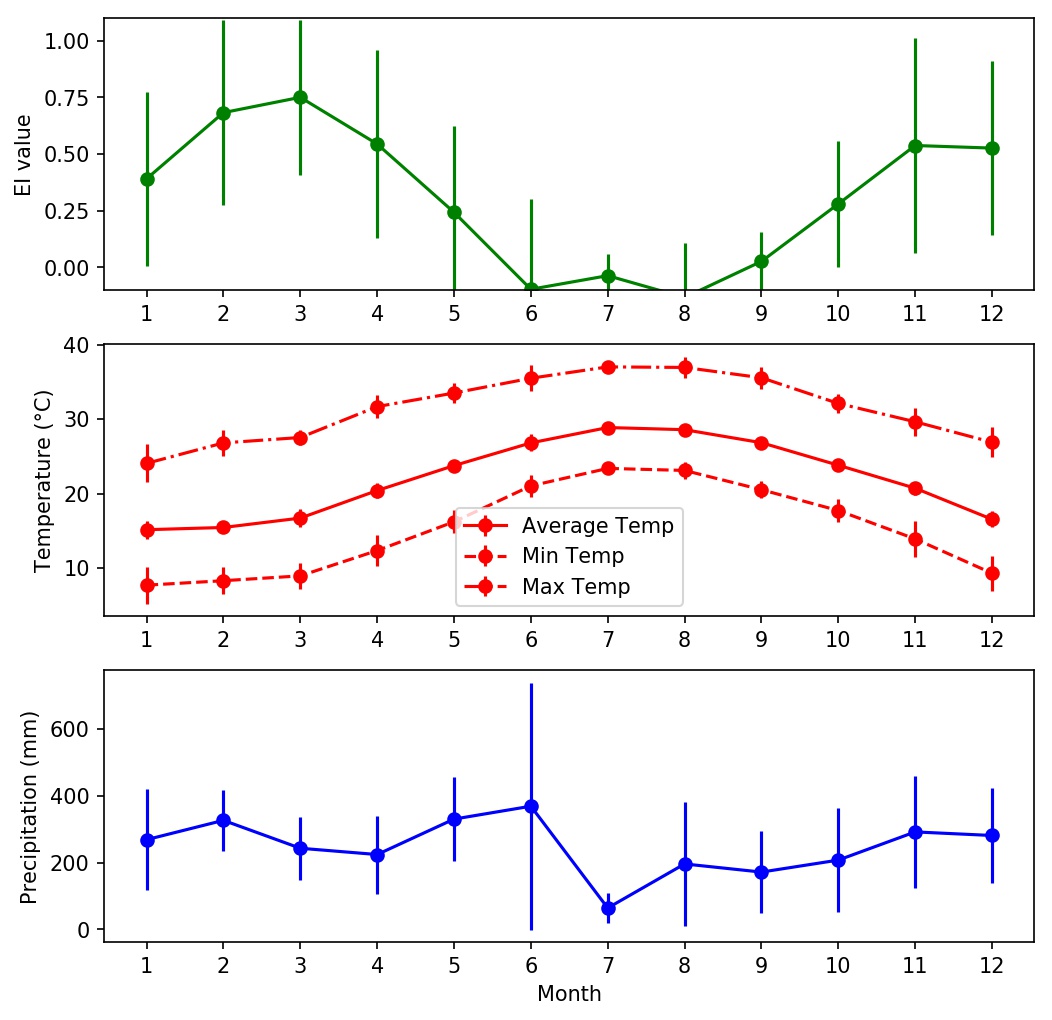 1.00
0.75
0.50
0.25
0.00
EI value
1 2 3 4 5 6 7 8 9 10 11 12
40
30
20
10
Temperature (°C)
Average Temp
Min Temp
Max Temp
1 2 3 4 5 6 7 8 9 10 11 12
600
400
200
0
Precipitation (mm)
1 2 3 4 5 6 7 8 9 10 11 12
Month